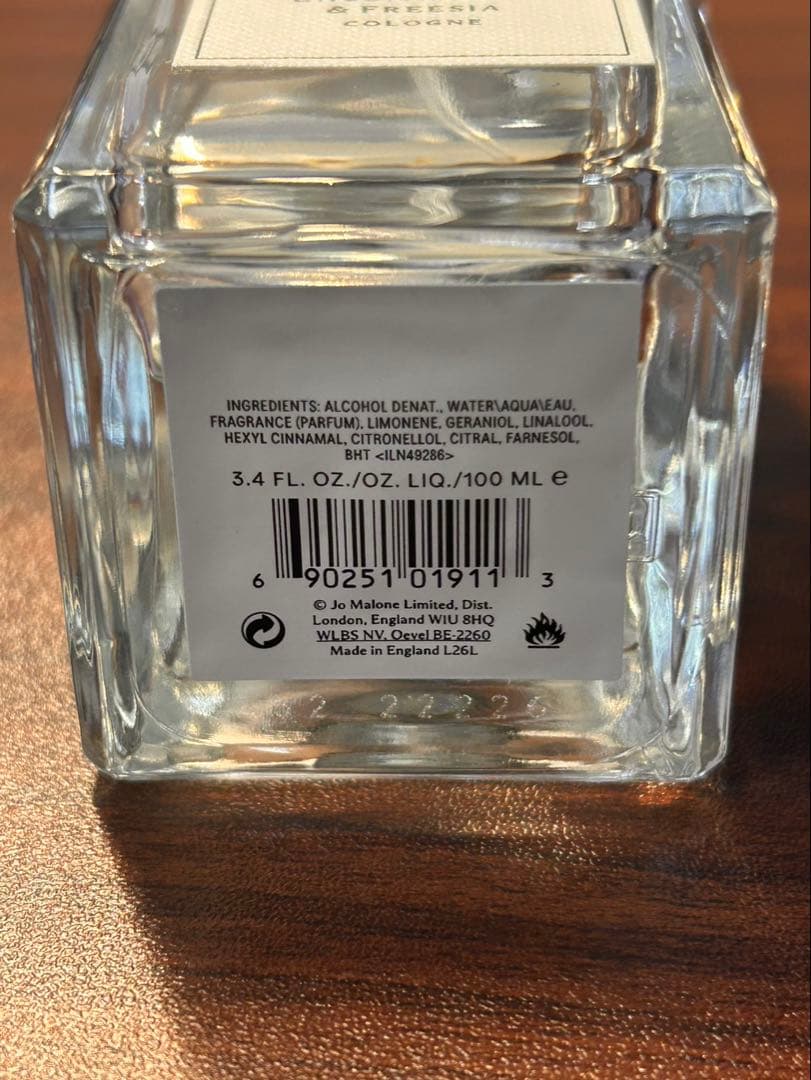 & FREESIA
COLOGNE
INGREDIENTS: ALCOHOL DENAT., WATER\AQUA\EAU,
FRAGRANCE (PARFUM), LIMONENE, GERANIOL, LINALOOL,
HEXYL CINNAMAL, CITRONELLOL, CITRAL, FARNESOL,
BHT <ILN49286>
3.4 FL. OZ./OZ. LIQ./100 ML ℮
6 90251 01911 3
© Jo Malone Limited, Dist.
London, England W1U 8HQ
WLBS NV. Oevel BE-2260
Made in England L26L